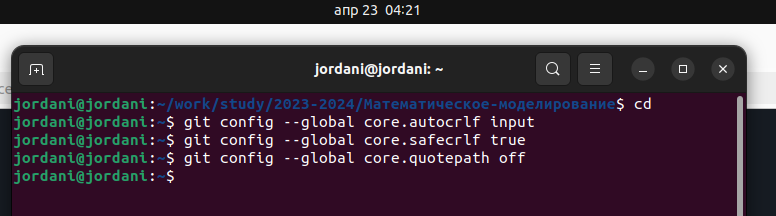 апр 23 04:21
jordani@jordani: ~
jordani@jordani:~/work/study/2023-2024/Математическое-моделирование$ cd
jordani@jordani:~$ git config --global core.autocrlf input
jordani@jordani:~$ git config --global core.safecrlf true
jordani@jordani:~$ git config --global core.quotepath off
jordani@jordani:~$